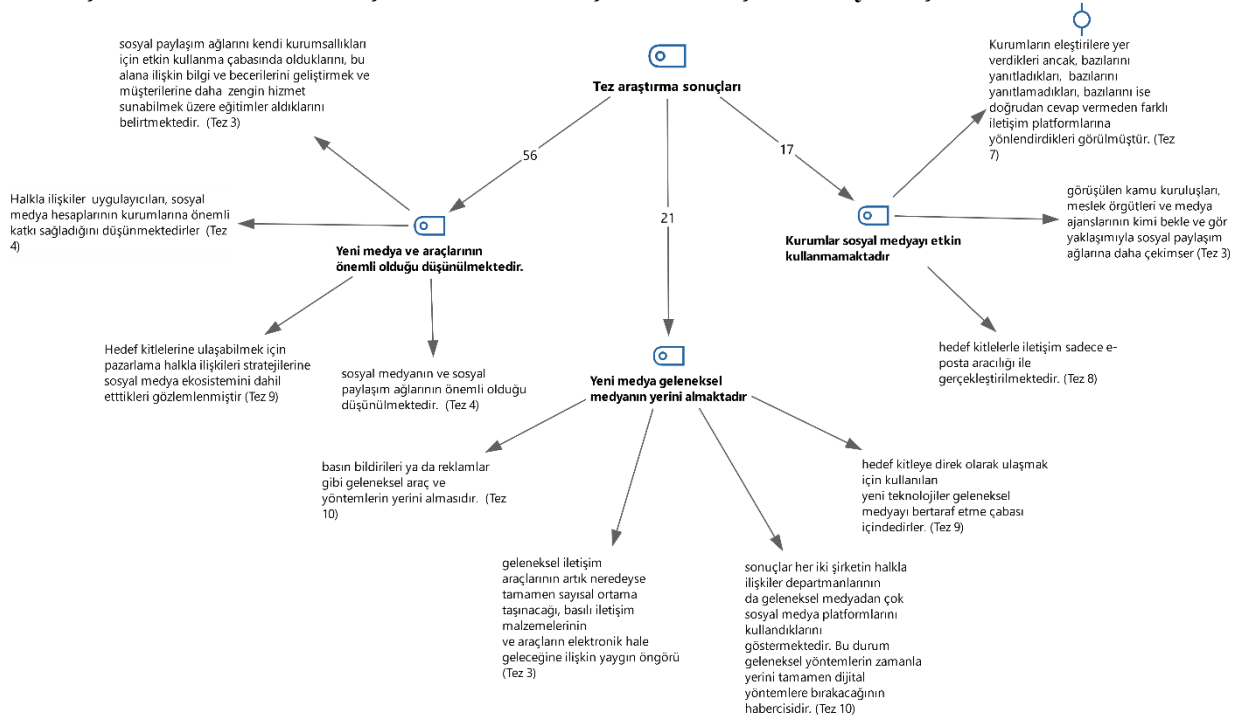 sosyal paylaşım ağlarını kendi kurumsallıkları
için etkin kullanma çabasında olduklarını, bu
alana ilişkin bilgi ve becerilerini geliştirmek ve
müşterilerine daha zengin hizmet
sunabilmek üzere eğitimler aldıklarını
belirtmektedir. (Tez 3)
Tez araştırma sonuçları
Kurumların eleştirilere yer
verdikleri ancak, bazılarını
yanıtladıkları, bazılarını
yanıtlamadıkları, bazılarını ise
doğrudan cevap vermeden farklı
iletişim platformlarına
yönlendirdikleri görülmüştür. (Tez
7)
56
21
17
Halkla ilişkiler uygulayıcıları, sosyal
medya hesaplarının kurumlarına önemli
katkı sağladığını düşünmektedirler (Tez
4)
Yeni medya ve araçlarının
önemli olduğu düşünülmektedir.
Kurumlar sosyal medyayı etkin
kullanmamaktadır
görüşülen kamu kuruluşları,
meslek örgütleri ve medya
ajanslarının kimi bekle ve gör
yaklaşımıyla sosyal paylaşım
ağlarına daha çekimser (Tez 3)
Hedef kitlelerine ulaşabilmek için
pazarlama halkla ilişkileri stratejilerine
sosyal medya ekosistemini dahil
etttikleri gözlemlenmiştir (Tez 9)
sosyal medyanın ve sosyal
paylaşım ağlarının önemli olduğu
düşünülmektedir. (Tez 4)
Yeni medya geleneksel
medyanın yerini almaktadır
hedef kitlelerle iletişim sadece e-
posta aracılığı ile
gerçekleştirilmektedir. (Tez 8)
basın bildirileri ya da reklamlar
gibi geleneksel araç ve
yöntemlerin yerini almasıdır. (Tez
10)
geleneksel iletişim
araçlarının artık neredeyse
tamamen sayısal ortama
taşınacağı, basılı iletişim
malzemelerinin
ve araçların elektronik hale
geleceğine ilişkin yaygın öngörü
(Tez 3)
sonuçlar her iki şirketin halkla
ilişkiler departmanlarının
da geleneksel medyadan çok
sosyal medya platformlarını
kullandıklarını
göstermektedir. Bu durum
geleneksel yöntemlerin zamanla
yerini tamamen dijital
yöntemlere bırakacağının
habercisidir. (Tez 10)
hedef kitleye direk olarak ulaşmak
için kullanılan
yeni teknolojiler geleneksel
medyayı bertaraf etme çabası
içindedirler. (Tez 9)